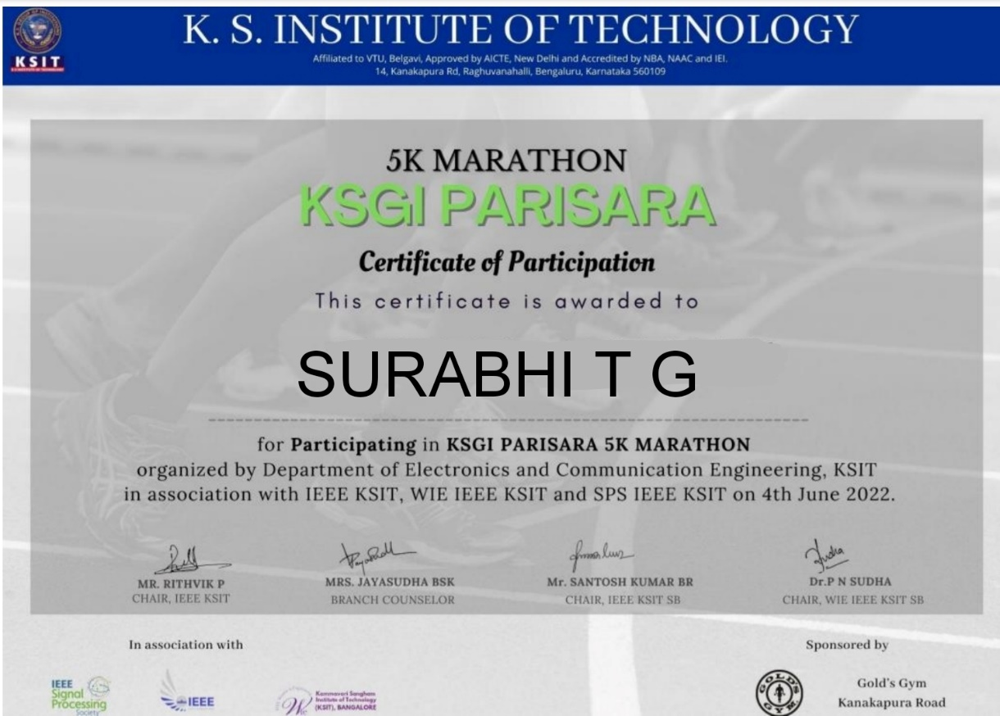 K. S. INSTITUTE OF TECHNOLOGY
Affiliated to VTU, Belgavi, Approved by AICTE, New Delhi and Accredited by NBA, NAAC and IEI.
14, Kanakapura Rd, Raghuvanahalli, Bengaluru, Karnataka 560109
KSIT
5K MARATHON
KSGI PARISARA
Certificate of Participation
This certificate is awarded to
SURABHI T G
for Participating in KSGI PARISARA 5K MARATHON
organized by Department of Electronics and Communication Engineering, KSIT
in association with IEEE KSIT, WIE IEEE KSIT and SPS IEEE KSIT on 4th June 2022.
MR. RITHVIK P
CHAIR, IEEE KSIT
MRS. JAYASUDHA BSK
BRANCH COUNSELOR
Mr. SANTOSH KUMAR BR
CHAIR, IEEE KSIT SB
Dr.P N SUDHA
CHAIR, WIE IEEE KSIT SB
In association with
Sponsored by
IEEE
Signal
Processing
Society
IEEE
We
Kammavari Sangham
Institute of Technology
(KSIT), BANGALORE
GOLD'S
GYM
Gold's Gym
Kanakapura Road